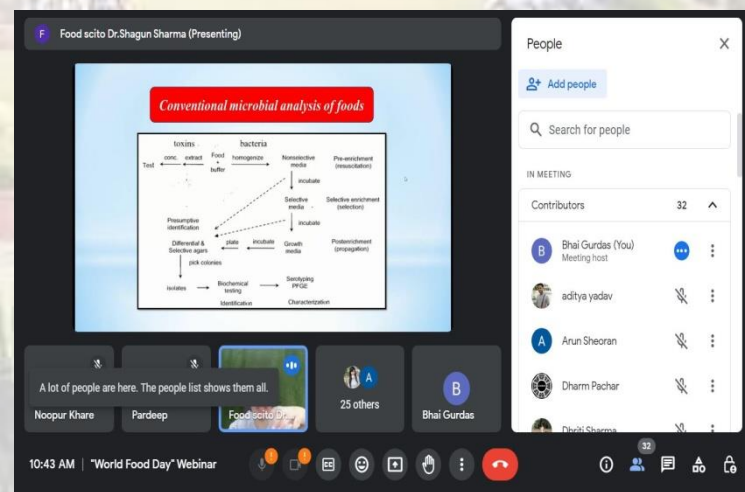 F Food scito Dr.Shagun Sharma (Presenting)
Conventional microbial analysis of foods
toxins bacteria
Test conc. extract Food + buffer homogenize Nonselective media Pre-enrichment (resuscitation)
incubate
Selective media Selective enrichment (selection)
Presumptive identification
incubate
Differential & Selective agars plate incubate Growth media Postenrichment (propagation)
pick colonies
isolates Biochemical testing Serotyping PFGE
Identification Characterization
A lot of people are here. The people list shows them all.
Noopur Khare
Pardeep
Food scito Dr.
A
25 others
B
Bhai Gurdas
10:43 AM | "World Food Day" Webinar
CC
32
People
Add people
Search for people
IN MEETING
Contributors 32
B Bhai Gurdas (You)
Meeting host
aditya yadav
A Arun Sheoran
Dharm Pachar
Dhriti Sharma